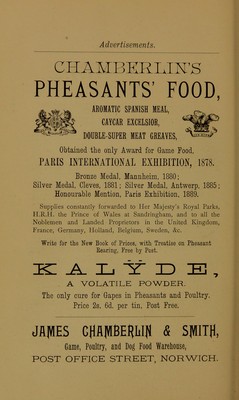 Advertisements.
CHAMBERLIN'S
PHEASANTS' FOOD,
AROMATIC SPANISH MEAL,
CAYCAR EXCELSIOR,
DOUBLE-SUPER MEAT GREAVES,
Obtained the only Award for Game Food,
PARIS INTERNATIONAL EXHIBITION, 1878.
Bronze Medal, Mannheim, 1880;
Silver Medal, Cleves, 1881; Silver Medal, Antwerp, 1885;
Honourable Mention, Paris Exhibition, 1889.
Supplies constantly forwarded to Her Majesty's Royal Parks,
H.R.H. the Prince of Wales at Sandringham, and to all the
Noblemen and Landed Proprietors in the United Kingdom,
France, Germany, Holland, Belgium, Sweden, &c.
Write for the New Book of Prices, with Treatise on Pheasant
Rearing. Free by Post.
KALŸDE,
A VOLATILE POWDER.
The only cure for Gapes in Pheasants and Poultry.
Price 2s. 6d. per tin, Post Free.
JAMES CHAMBERLIN & SMITH,
Game, Poultry, and Dog Food Warehouse,
POST OFFICE STREET, NORWICH.